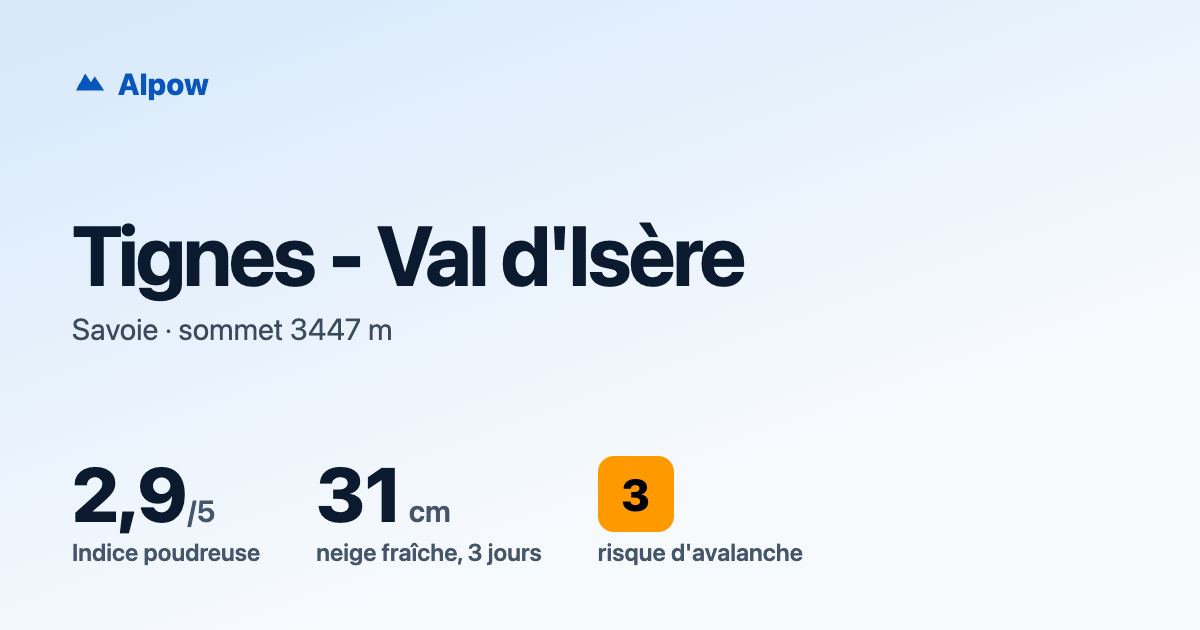 Alpow
Tignes - Val d'Isère
Savoie · sommet 3447 m
2,9/5
Indice poudreuse
31 cm
neige fraîche, 3 jours
3
risque d'avalanche